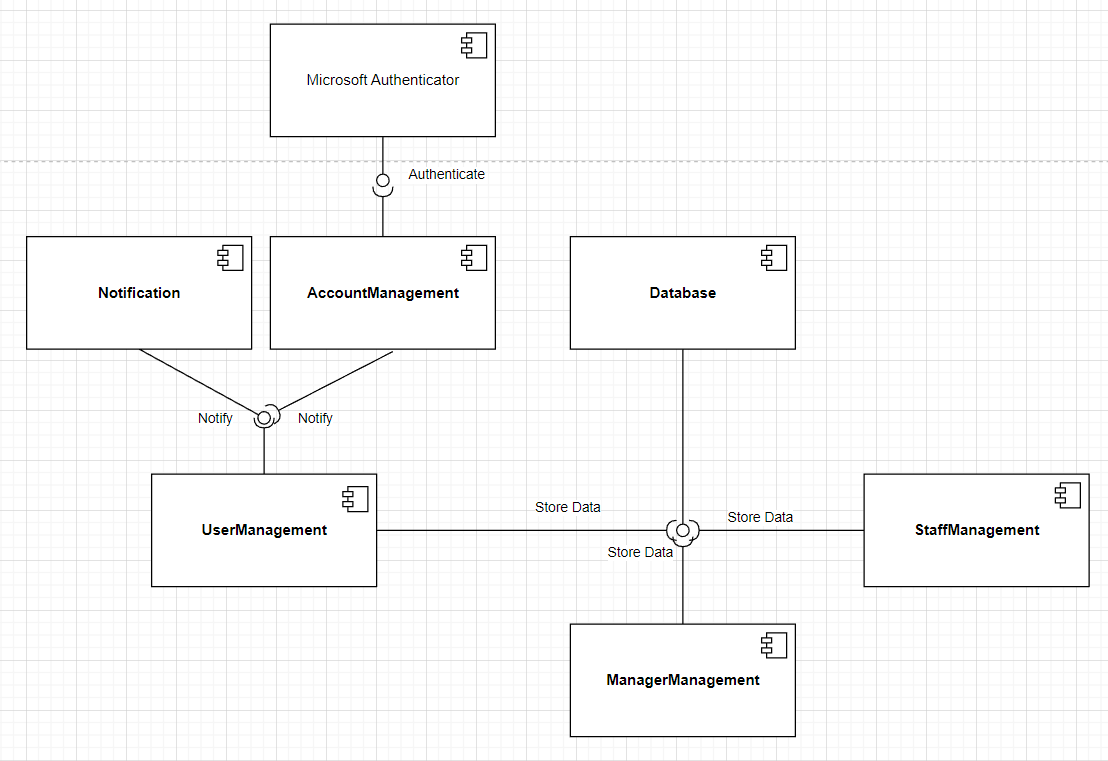 Microsoft Authenticator
Authenticate
Notification
AccountManagement
Database
Notify
Notify
UserManagement
Store Data
Store Data
Store Data
StaffManagement
ManagerManagement